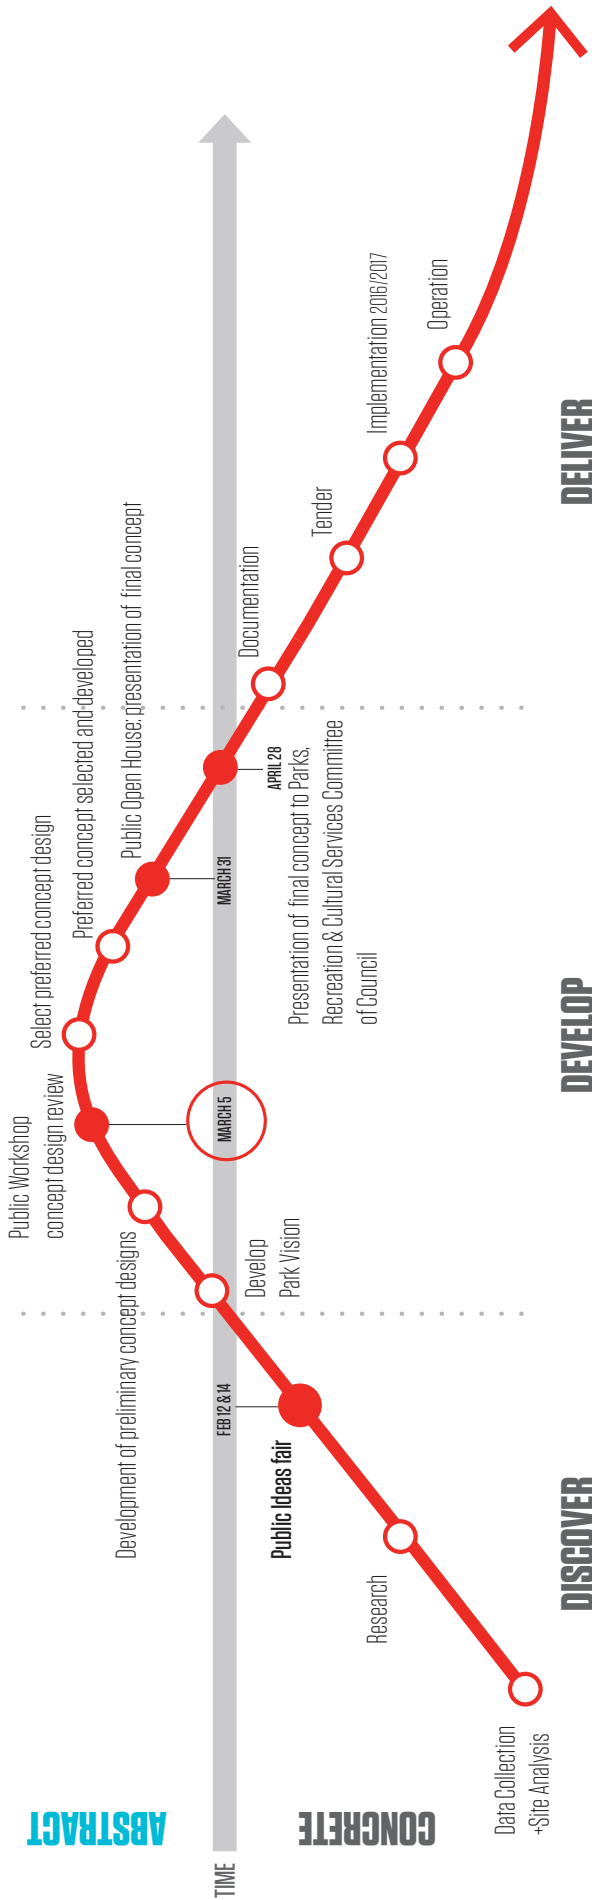 ABSTRACT
TIME
CONCRETE
Data Collection
+Site Analysis
Research
FEB 12 & 14
Public Ideas fair
Develop
Park Vision
Development of preliminary concept designs
Public Workshop
concept design review
MARCH 5
Select preferred concept design
Preferred concept selected and developed
Public Open House: presentation of final concept
MARCH 31
APRIL 28
Presentation of final concept to Parks,
Recreation & Cultural Services Committee
of Council
Documentation
Tender
Implementation 2016/2017
Operation
DISCOVER
DEVELOP
DELIVER